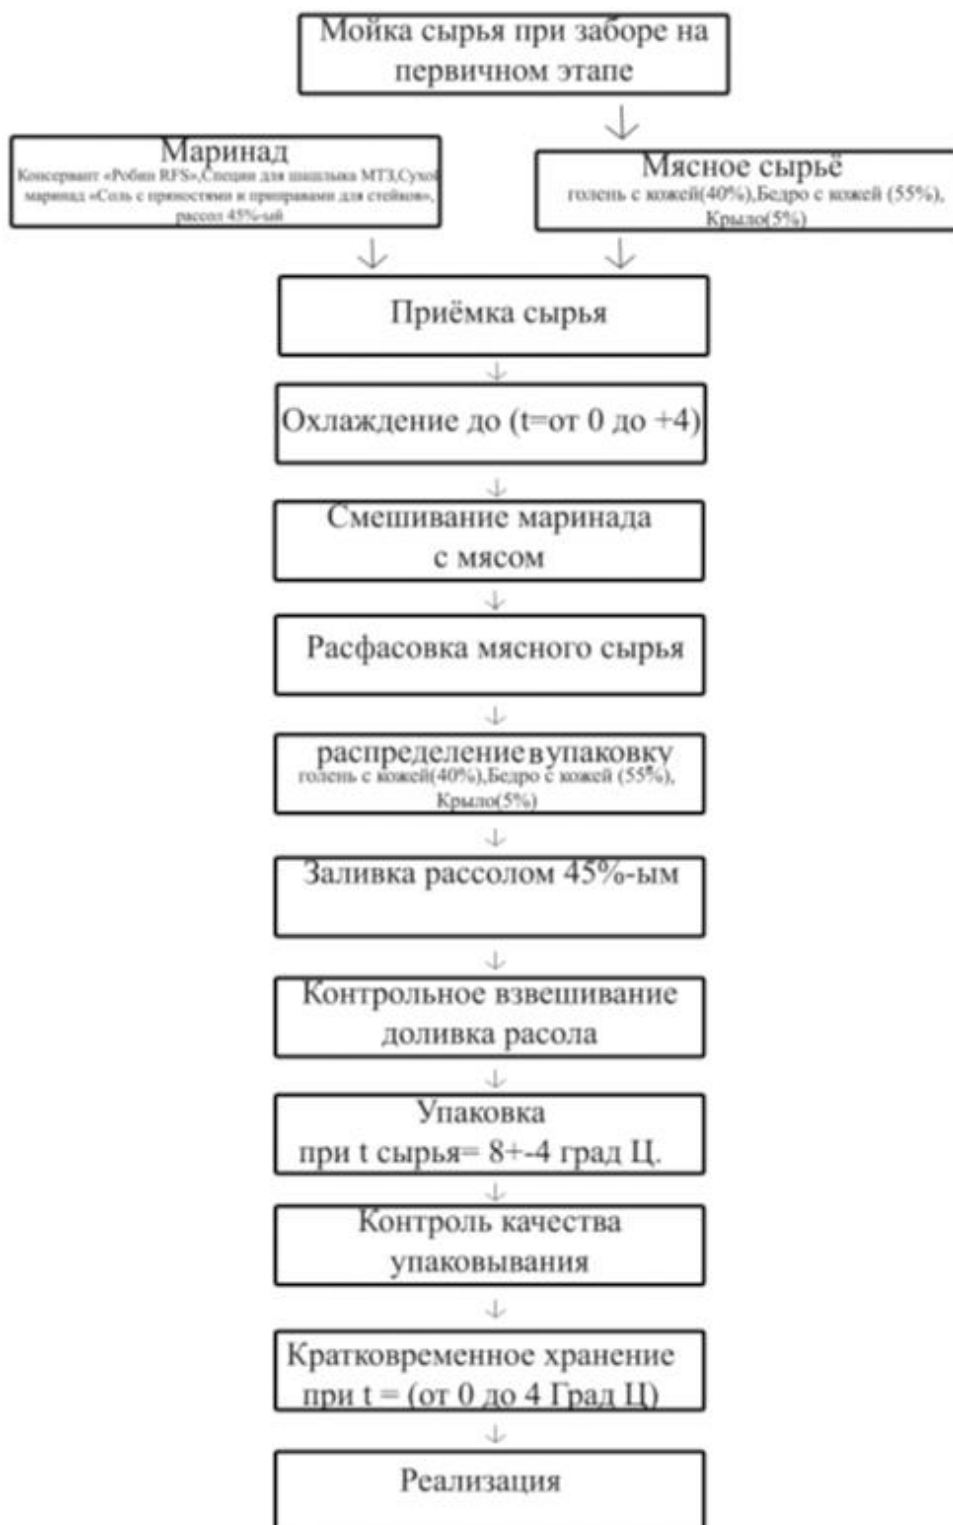 Мойка сырья при заборе на
первичном этапе
Маринад
Консервант «Робин RFS»,Специи для шашлыка МТЗ,Сухой
маринад «Соль с пряностями и приправами для стейков»,
рассол 45%-ый
Мясное сырьё
голень с кожей(40%),Бедро с кожей (55%),
Крыло(5%)
Приёмка сырья
Охлаждение до (t=от 0 до +4)
Смешивание маринада
с мясом
Расфасовка мясного сырья
распределение в упаковку
голень с кожей(40%),Бедро с кожей (55%),
Крыло(5%)
Заливка рассолом 45%-ым
Контрольное взвешивание
доливка расола
Упаковка
при t сырья= 8+-4 град Ц.
Контроль качества
упаковывания
Кратковременное хранение
при t = (от 0 до 4 Град Ц)
Реализация